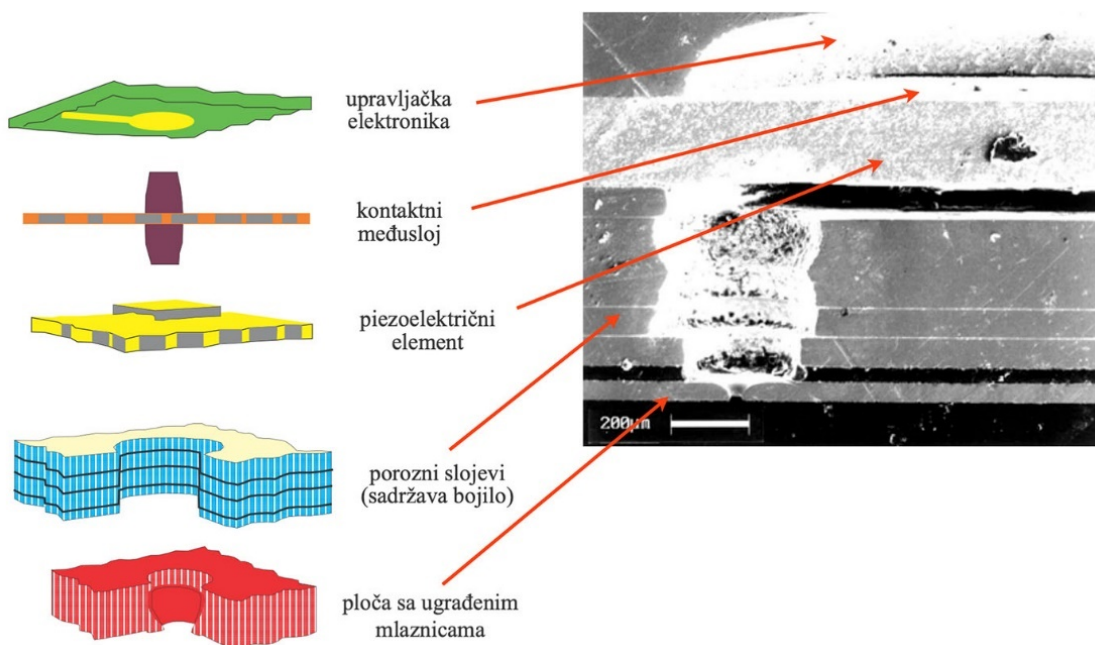 upravljačka
elektronika
kontaktni
međusloj
piezoelektrični
element
porozni slojevi
(sadržava bojilo)
ploča sa ugrađenim
mlaznicama
200µm